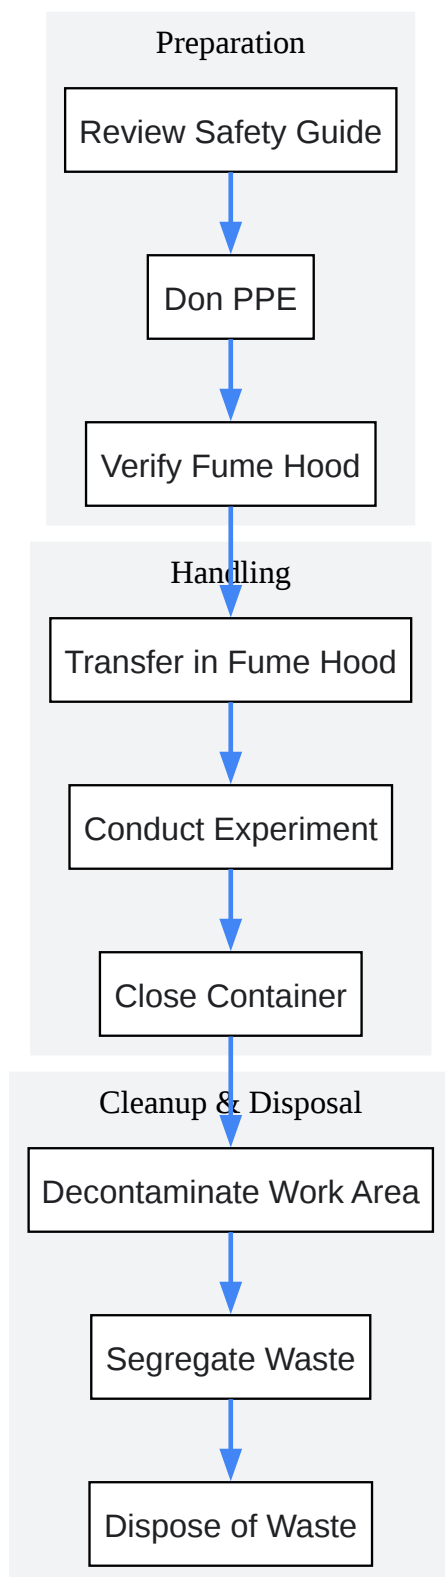 Preparation
Review Safety Guide
Don PPE
Verify Fume Hood
Handling
Transfer in Fume Hood
Conduct Experiment
Close Container
Cleanup & Disposal
Decontaminate Work Area
Segregate Waste
Dispose of Waste